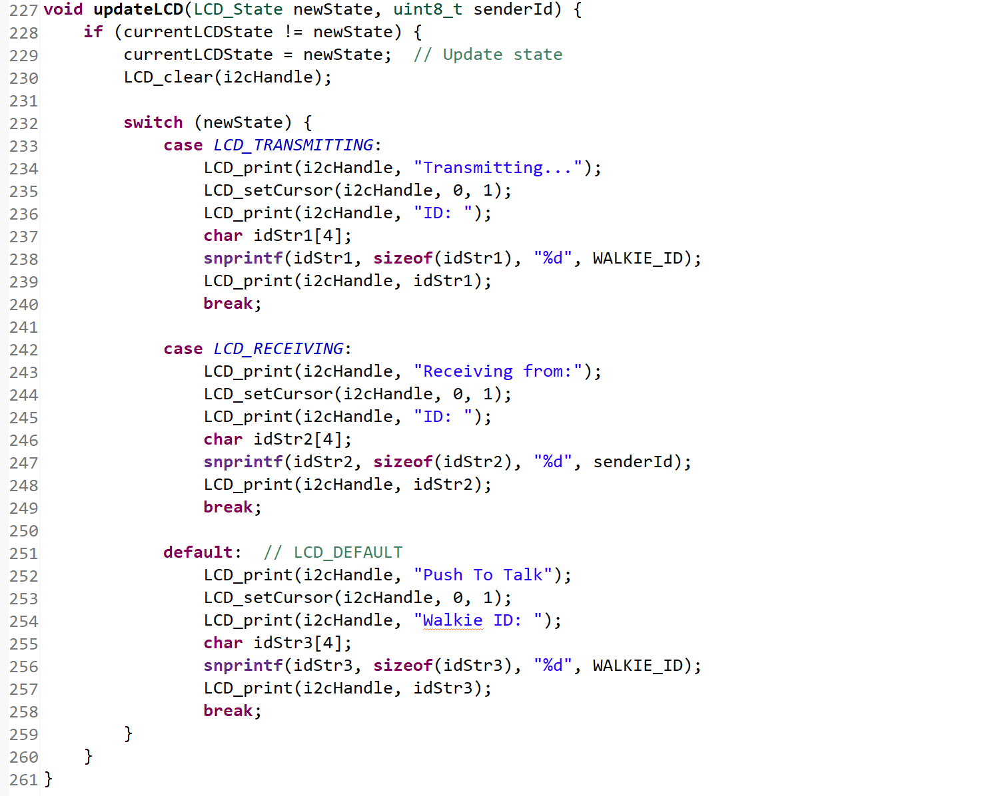 227 void updateLCD(LCD_State newState, uint8_t senderId) {
228     if (currentLCDState != newState) {
229         currentLCDState = newState;  // Update state
230         LCD_clear(i2cHandle);
231
232         switch (newState) {
233             case LCD_TRANSMITTING:
234                 LCD_print(i2cHandle, "Transmitting...");
235                 LCD_setCursor(i2cHandle, 0, 1);
236                 LCD_print(i2cHandle, "ID: ");
237                 char idStr1[4];
238                 snprintf(idStr1, sizeof(idStr1), "%d", WALKIE_ID);
239                 LCD_print(i2cHandle, idStr1);
240                 break;
241
242             case LCD_RECEIVING:
243                 LCD_print(i2cHandle, "Receiving from:");
244                 LCD_setCursor(i2cHandle, 0, 1);
245                 LCD_print(i2cHandle, "ID: ");
246                 char idStr2[4];
247                 snprintf(idStr2, sizeof(idStr2), "%d", senderId);
248                 LCD_print(i2cHandle, idStr2);
249                 break;
250
251             default:  // LCD_DEFAULT
252                 LCD_print(i2cHandle, "Push To Talk");
253                 LCD_setCursor(i2cHandle, 0, 1);
254                 LCD_print(i2cHandle, "Walkie ID: ");
255                 char idStr3[4];
256                 snprintf(idStr3, sizeof(idStr3), "%d", WALKIE_ID);
257                 LCD_print(i2cHandle, idStr3);
258                 break;
259         }
260     }
261 }